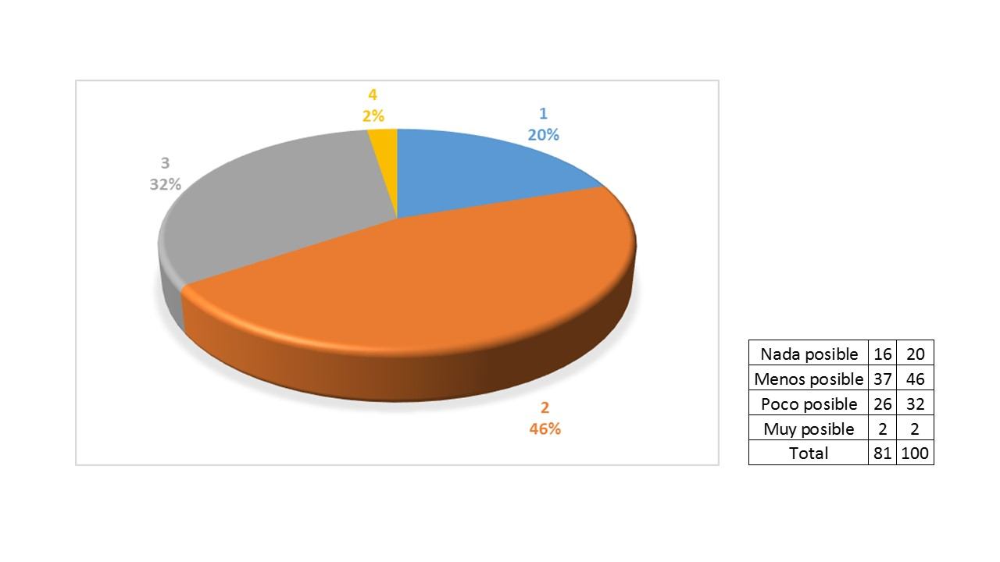 4
2%
1
20%
3
32%
2
46%
Nada posible 16 20
Menos posible 37 46
Poco posible 26 32
Muy posible 2 2
Total 81 100